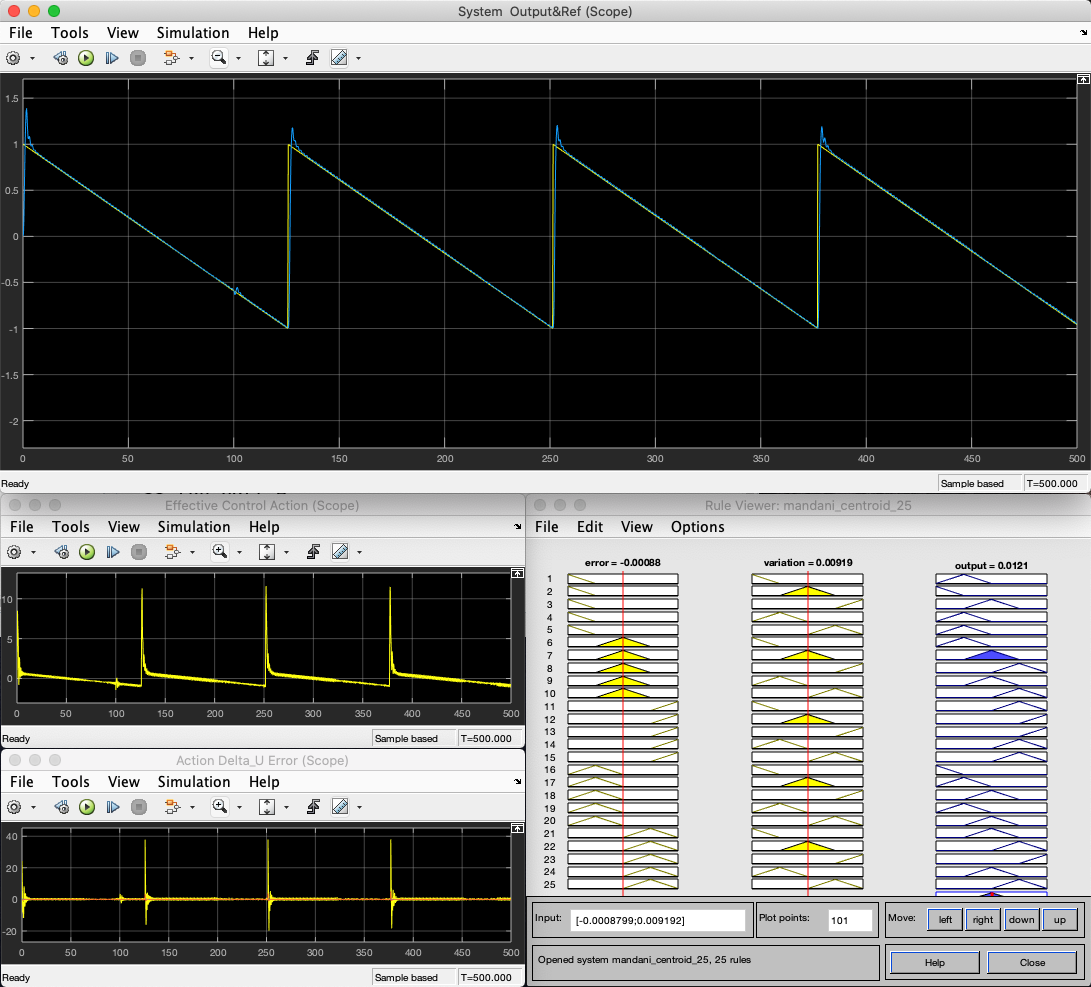 System Output&Ref (Scope)
File Tools View Simulation Help
1.5
1
0.5
0
-0.5
-1
-1.5
-2
0 50 100 150 200 250 300 350 400 450 500
Ready Sample based T=500.000
Effective Control Action (Scope)
File Tools View Simulation Help
10
5
0
0 50 100 150 200 250 300 350 400 450 500
Ready Sample based T=500.000
Action Delta_U Error (Scope)
File Tools View Simulation Help
40
20
0
-20
0 50 100 150 200 250 300 350 400 450 500
Ready Sample based T=500.000
Rule Viewer: mandani_centroid_25
File Edit View Options
error = -0.00088 variation = 0.00919 output = 0.0121
1
2
3
4
5
6
7
8
9
10
11
12
13
14
15
16
17
18
19
20
21
22
23
24
25
Input: [-0.0008799;0.009192] Plot points: 101 Move: left right down up
Opened system mandani_centroid_25, 25 rules Help Close